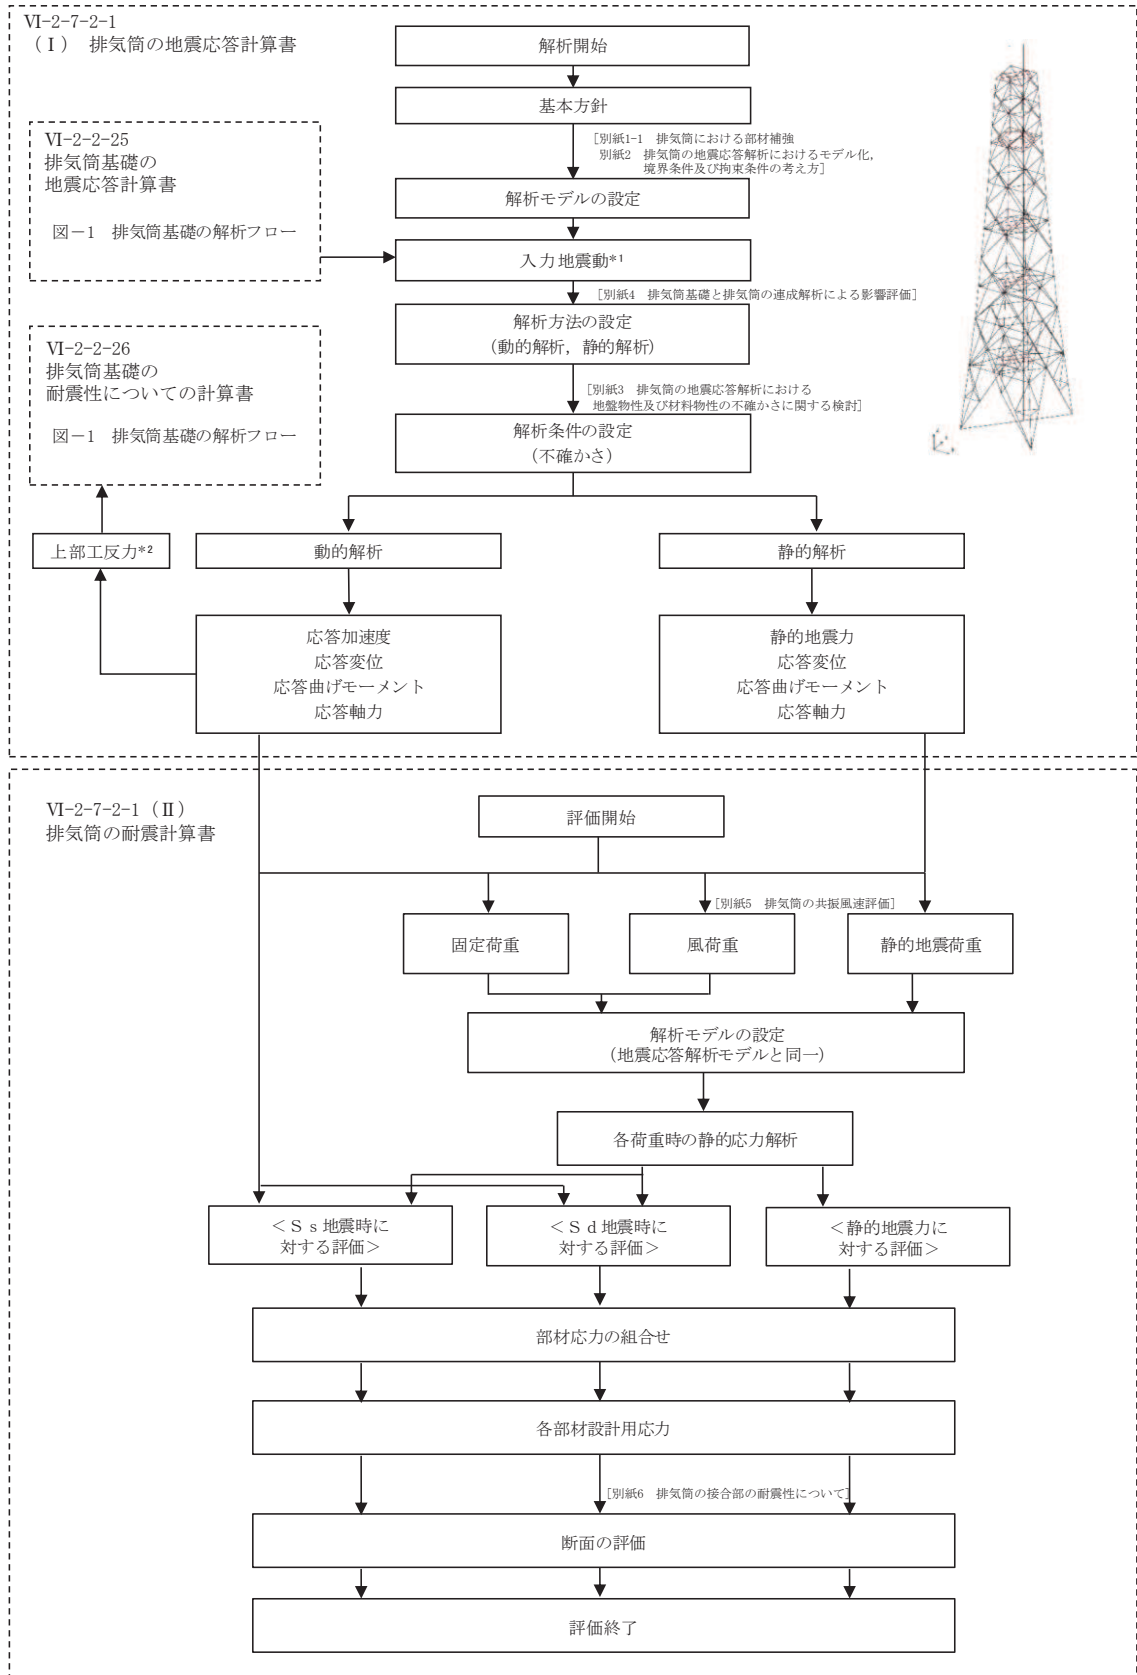 Ⅵ-2-7-2-1
（Ⅰ） 排気筒の地震応答計算書
解析開始
基本方針
[別紙1-1 排気筒における部材補強
別紙2 排気筒の地震応答解析におけるモデル化，
境界条件及び拘束条件の考え方]
Ⅵ-2-2-25
排気筒基礎の
地震応答計算書
図－1 排気筒基礎の解析フロー
解析モデルの設定
入力地震動*1
[別紙4 排気筒基礎と排気筒の連成解析による影響評価]
解析方法の設定
（動的解析，静的解析）
Ⅵ-2-2-26
排気筒基礎の
耐震性についての計算書
図－1 排気筒基礎の解析フロー
[別紙3 排気筒の地震応答解析における
地盤物性及び材料物性の不確かさに関する検討]
解析条件の設定
（不確かさ）
上部工反力*2
動的解析
静的解析
応答加速度
応答変位
応答曲げモーメント
応答軸力
静的地震力
応答変位
応答曲げモーメント
応答軸力
Ⅵ-2-7-2-1（Ⅱ）
排気筒の耐震計算書
評価開始
[別紙5 排気筒の共振風速評価]
固定荷重
風荷重
静的地震荷重
解析モデルの設定
（地震応答解析モデルと同一）
各荷重時の静的応力解析
＜Ｓｓ地震時に
対する評価＞
＜Ｓｄ地震時に
対する評価＞
＜静的地震力に
対する評価＞
部材応力の組合せ
各部材設計用応力
[別紙6 排気筒の接合部の耐震性について]
断面の評価
評価終了